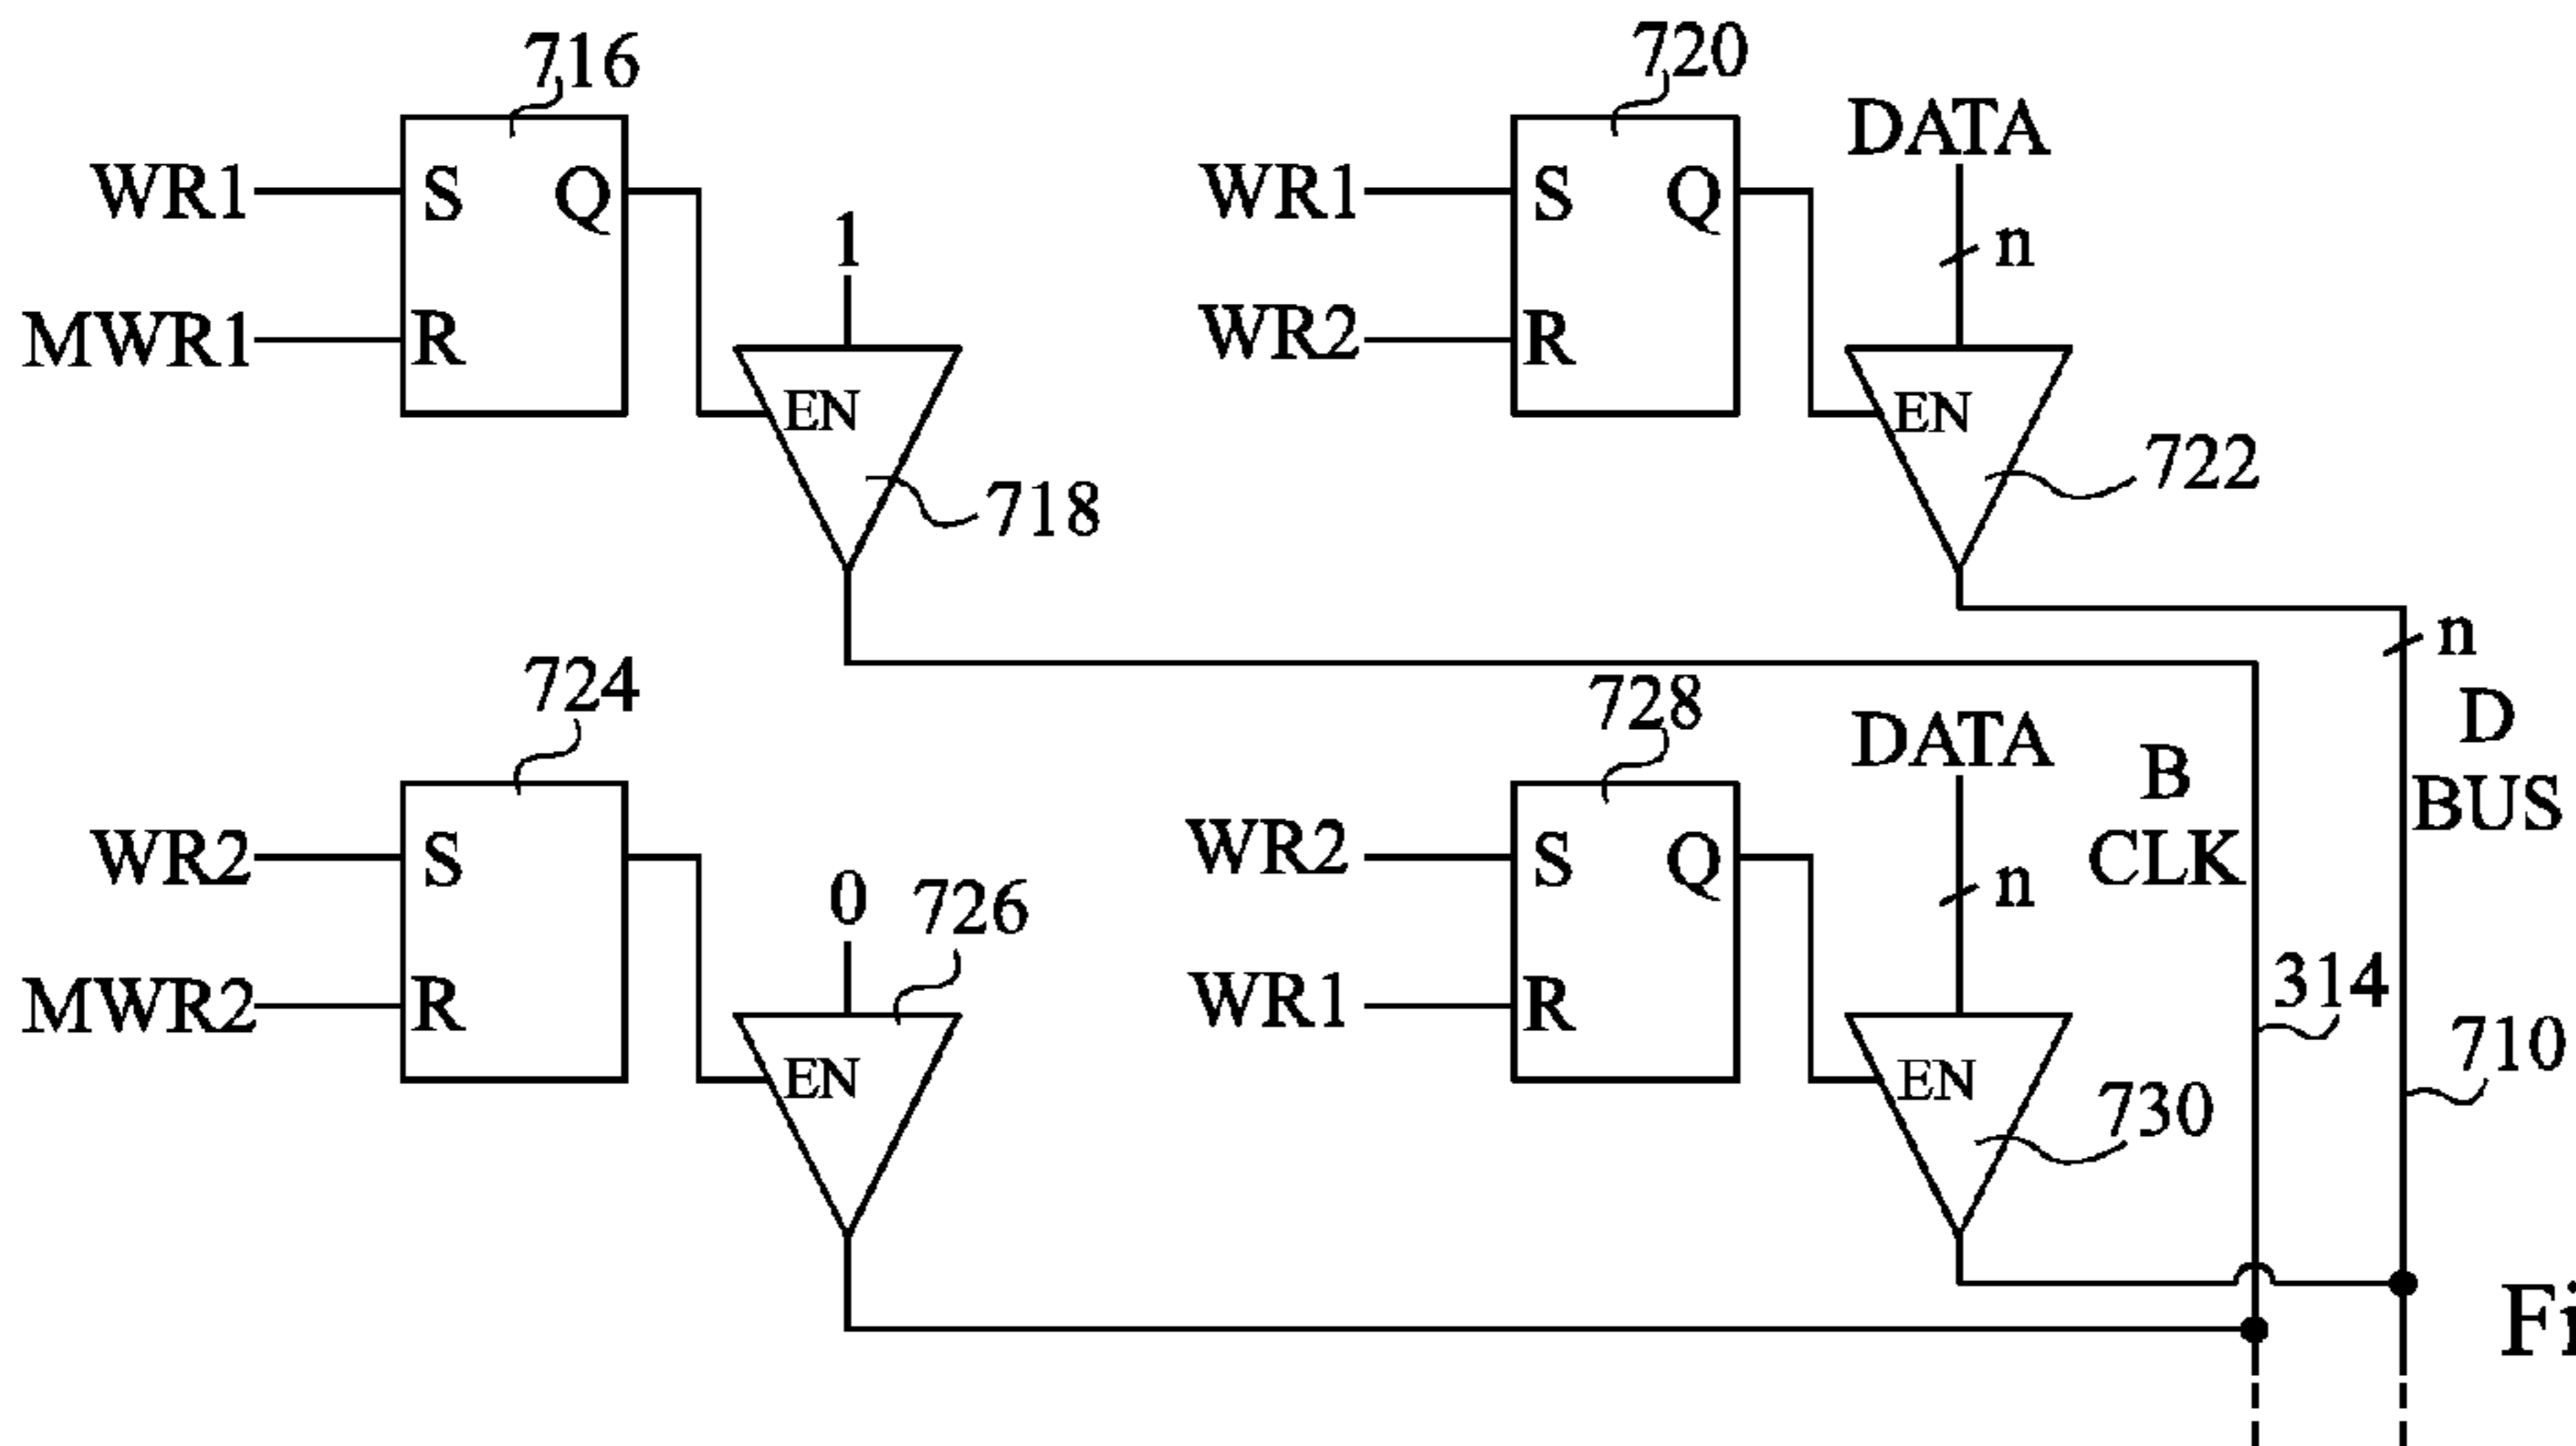 716
WR1
S
Q
MWR1
R
1
EN
718
720
WR1
S
Q
WR2
R
DATA
n
EN
722
n
D
BUS
724
WR2
S
MWR2
R
0
726
EN
728
WR2
S
Q
WR1
R
DATA
n
EN
730
B
CLK
314
710
Fi